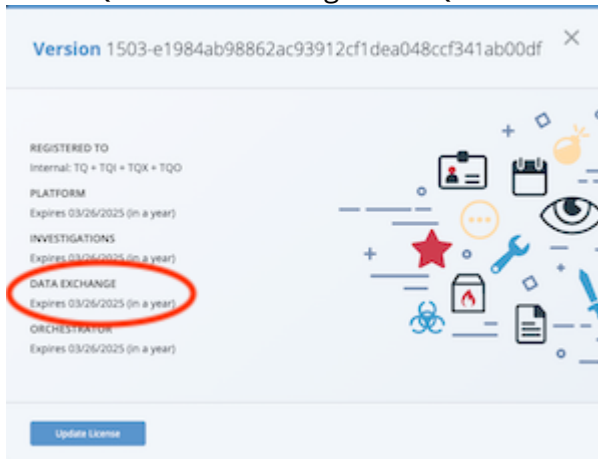 Version 1503-e1984ab98862ac93912cf1dea048ccf341ab00df
REGISTERED TO
Internal: TQ + TQI + TQX + TQO
PLATFORM
Expires 03/26/2025 (in a year)
INVESTIGATIONS
Expires 03/26/2025 (in a year)
DATA EXCHANGE
Expires 03/26/2025 (in a year)
ORCHESTRATOR
Expires 03/26/2025 (in a year)
Update License